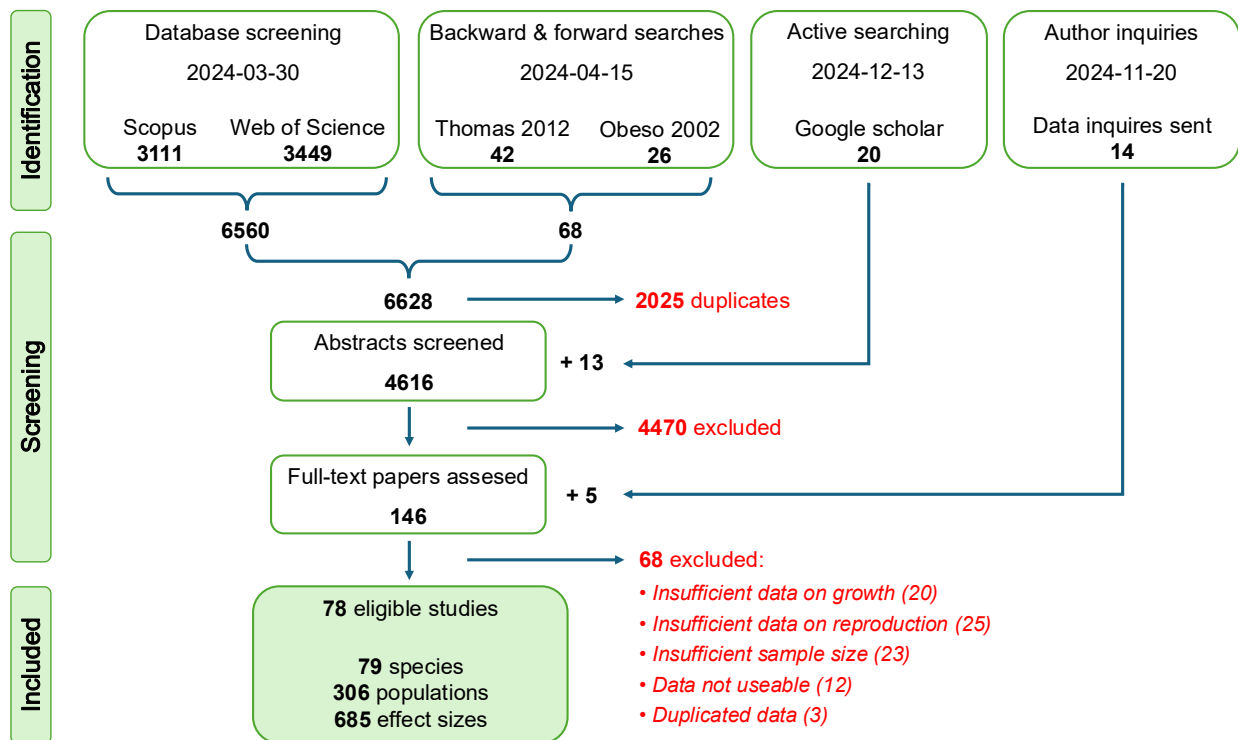 Identification
Database screening
2024-03-30
Scopus
3111
Web of Science
3449
Backward & forward searches
2024-04-15
Thomas 2012
42
Obeso 2002
26
Active searching
2024-12-13
Google scholar
20
Author inquiries
2024-11-20
Data inquires sent
14
6560
68
Screening
6628
2025 duplicates
Abstracts screened
4616
+ 13
4470 excluded
Full-text papers assesed
146
+ 5
68 excluded:
• Insufficient data on growth (20)
• Insufficient data on reproduction (25)
• Insufficient sample size (23)
• Data not useable (12)
• Duplicated data (3)
Included
78 eligible studies
79 species
306 populations
685 effect sizes